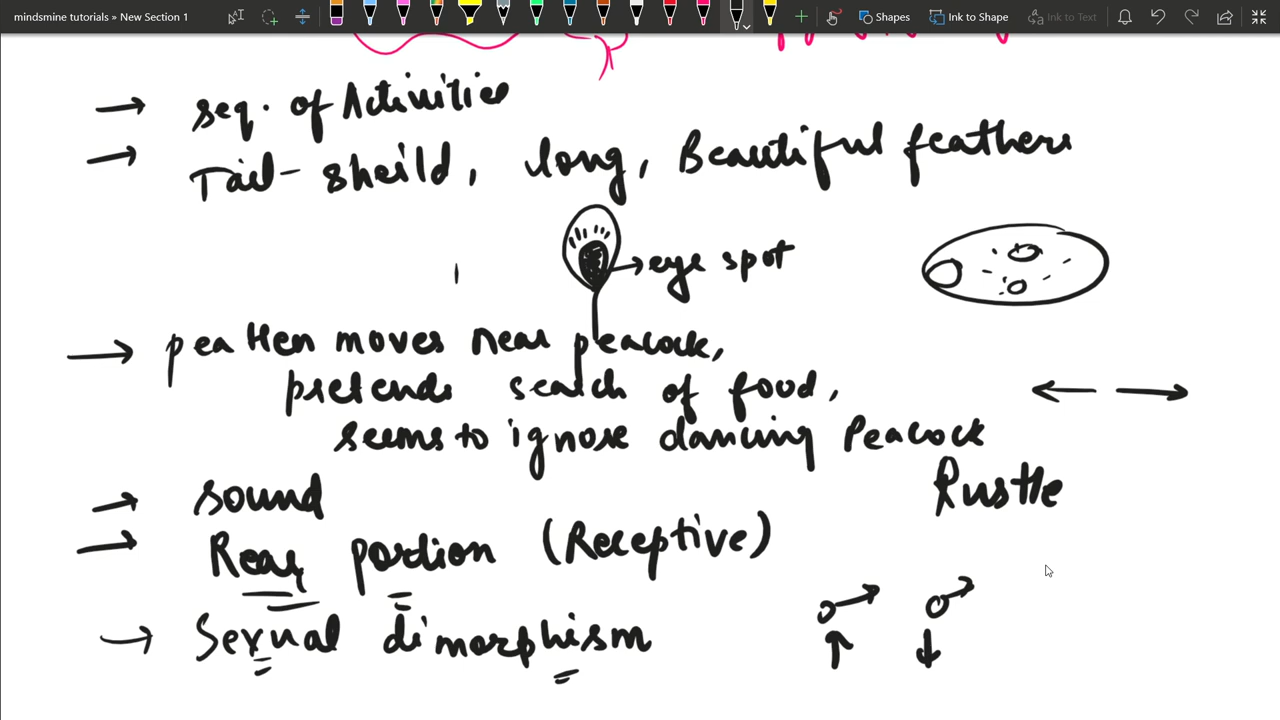 mindsmine tutorials » New Section 1
Shapes
Ink to Shape
Ink to Text
→ seq. of Activities
→ Tail-sheild, long, Beautiful feathers
→ eye spot
→ pea Hen moves near peacock,
pretends search of food,
← →
seems to ignose dancing Peacock
→ sound
Rustle
→ Rear portion (Receptive)
→ Sexual dimorphism